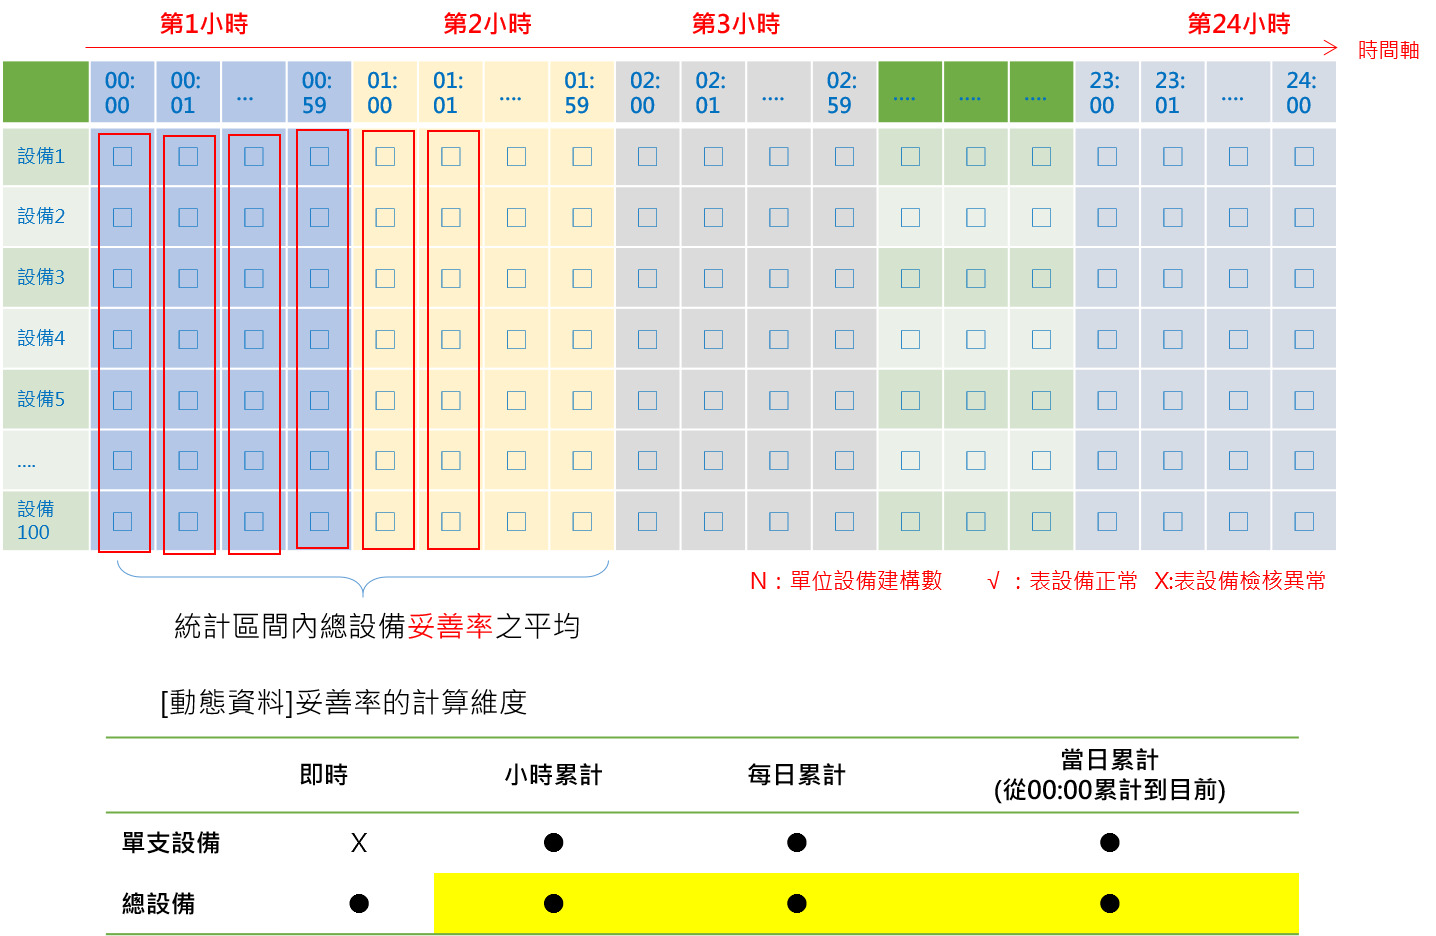 第1小時 第2小時 第3小時 第24小時
時間軸
00:00 00:01 ... 00:59 01:00 01:01 .... 01:59 02:00 02:01 .... 02:59 .... .... .... 23:00 23:01 .... 24:00
設備1 □ □ □ □ □ □ □ □ □ □ □ □ □ □ □ □ □ □ □
設備2 □ □ □ □ □ □ □ □ □ □ □ □ □ □ □ □ □ □ □
設備3 □ □ □ □ □ □ □ □ □ □ □ □ □ □ □ □ □ □ □
設備4 □ □ □ □ □ □ □ □ □ □ □ □ □ □ □ □ □ □ □
設備5 □ □ □ □ □ □ □ □ □ □ □ □ □ □ □ □ □ □ □
.... □ □ □ □ □ □ □ □ □ □ □ □ □ □ □ □ □ □ □
設備100 □ □ □ □ □ □ □ □ □ □ □ □ □ □ □ □ □ □ □
N：單位設備建構數 √ ：表設備正常 X:表設備檢核異常
統計區間內總設備妥善率之平均
[動態資料]妥善率的計算維度
即時 小時累計 每日累計 當日累計
(從00:00累計到目前)
單支設備 X ● ● ●
總設備 ● ● ● ●